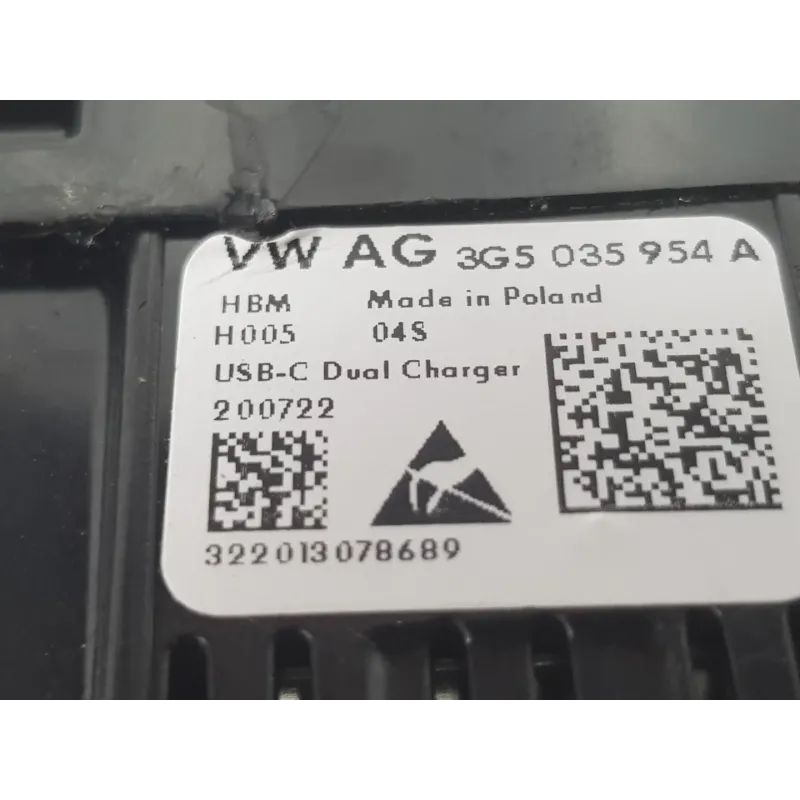 VW AG 3G5 035 954 A
HBM Made in Poland
H005 04S
USB-C Dual Charger
200722
322013078689